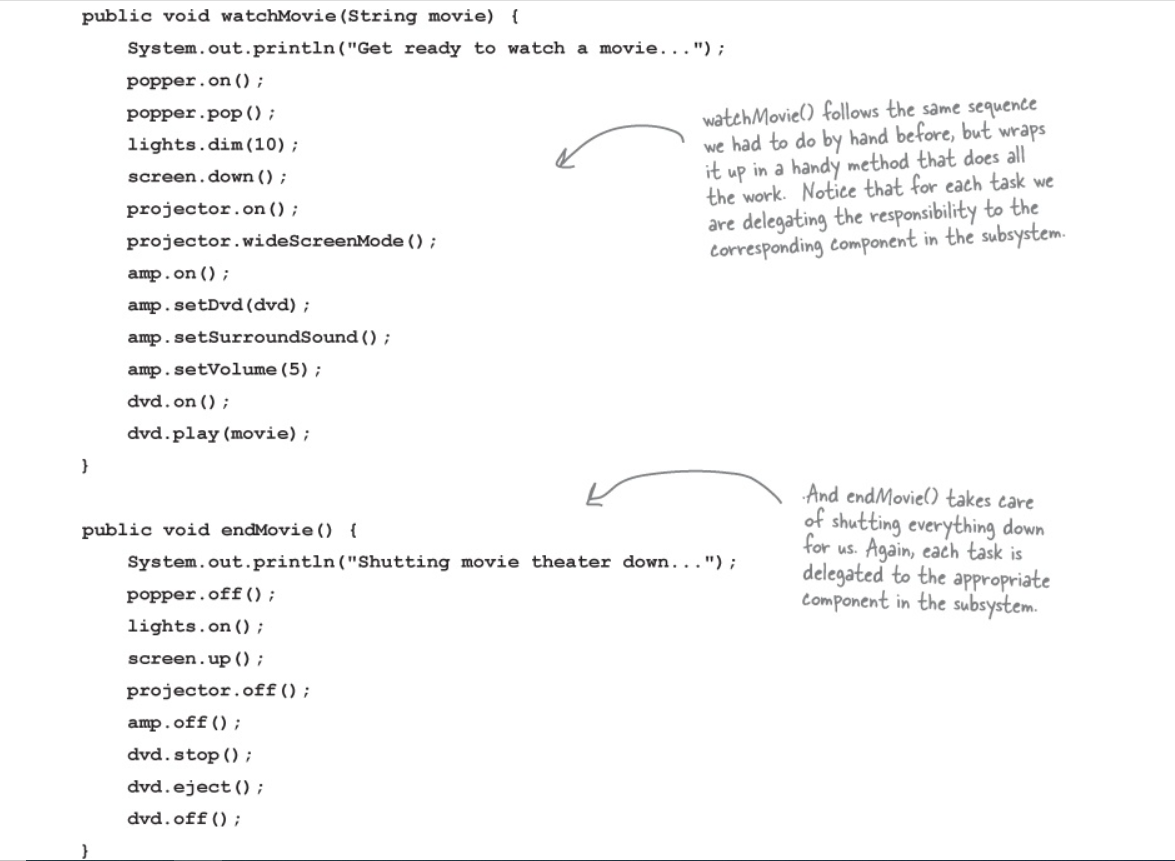 public void watchMovie(String movie) {
System.out.println("Get ready to watch a movie...");
popper.on();
popper.pop();
lights.dim(10);
screen.down();
projector.on();
projector.wideScreenMode();
amp.on();
amp.setDvd(dvd);
amp.setSurroundSound();
amp.setVolume(5);
dvd.on();
dvd.play(movie);
}
watchMovie() follows the same sequence
we had to do by hand before, but wraps
it up in a handy method that does all
the work. Notice that for each task we
are delegating the responsibility to the
corresponding component in the subsystem.
public void endMovie() {
System.out.println("Shutting movie theater down...");
popper.off();
lights.on();
screen.up();
projector.off();
amp.off();
dvd.stop();
dvd.eject();
dvd.off();
}
And endMovie() takes care
of shutting everything down
for us. Again, each task is
delegated to the appropriate
component in the subsystem.